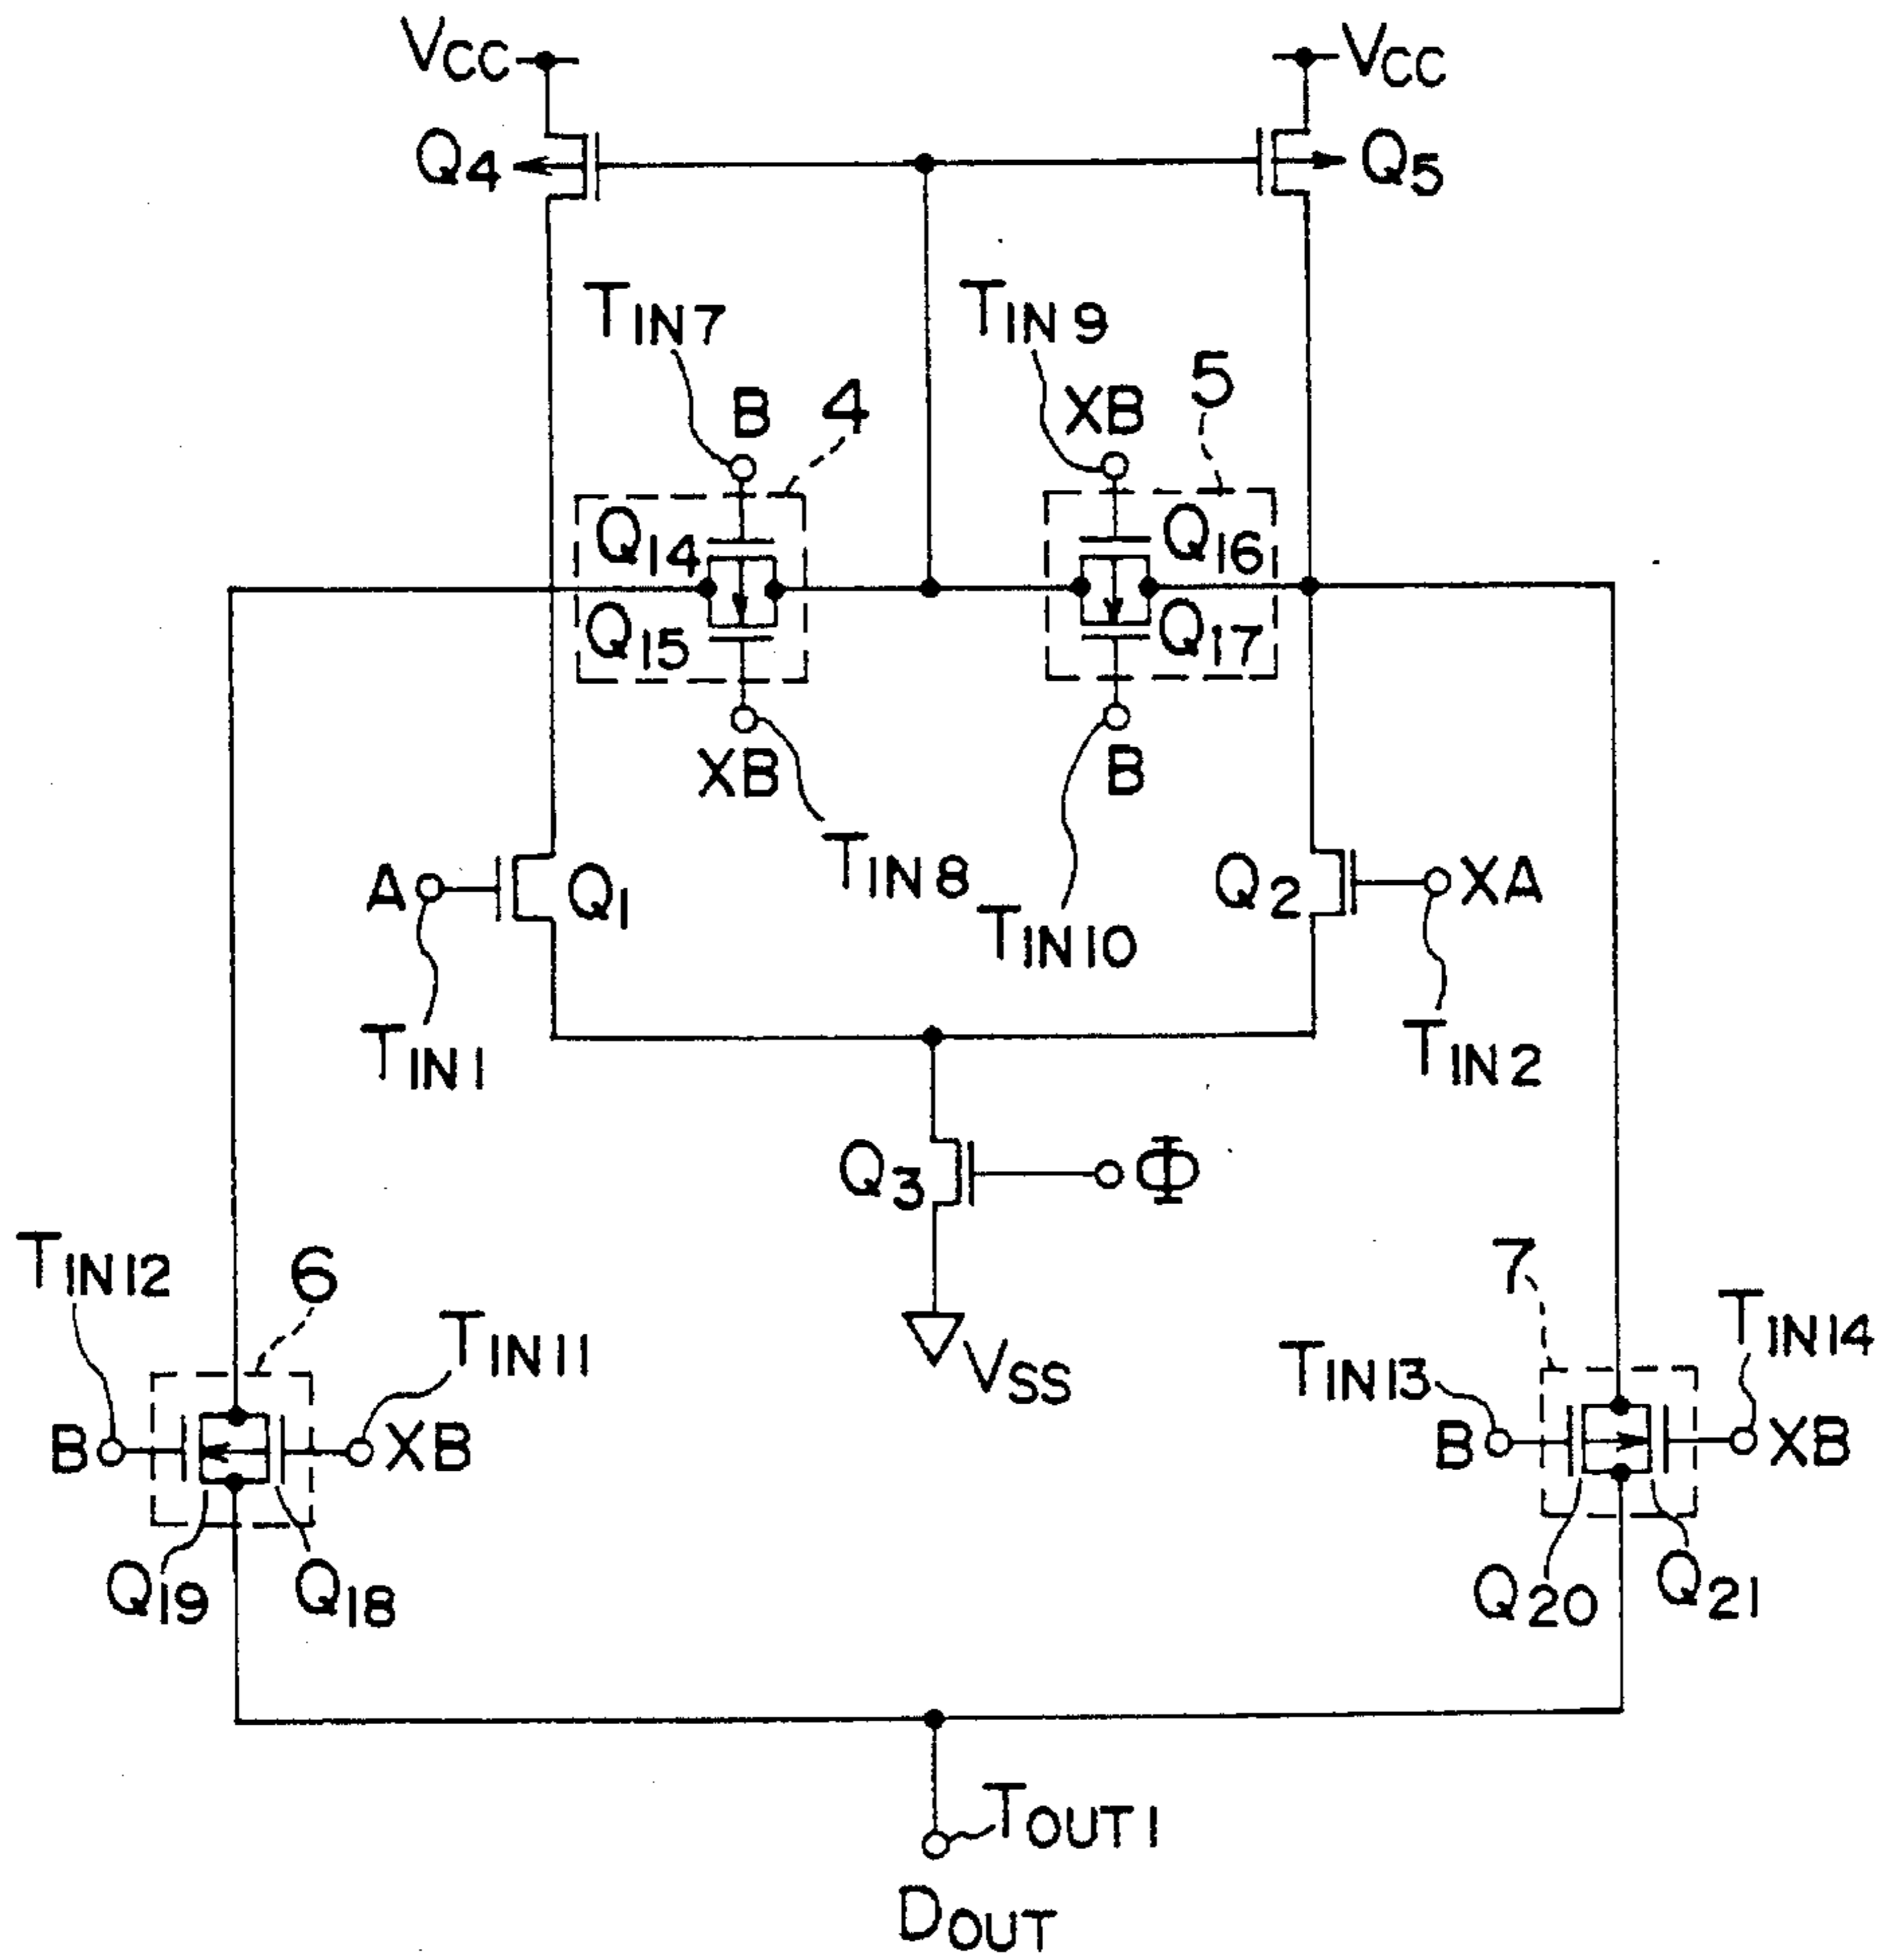 VCC
VCC
Q4
Q5
TIN7
TIN9
B
4
XB
5
Q14
Q16
Q15
Q17
XB
B
TIN8
TIN10
A
Q1
Q2
XA
TIN1
TIN2
Q3
Φ
VSS
TIN12
6
TIN11
7
TIN13
TIN14
B
XB
B
XB
Q19
Q18
Q20
Q21
TOUT1
DOUT